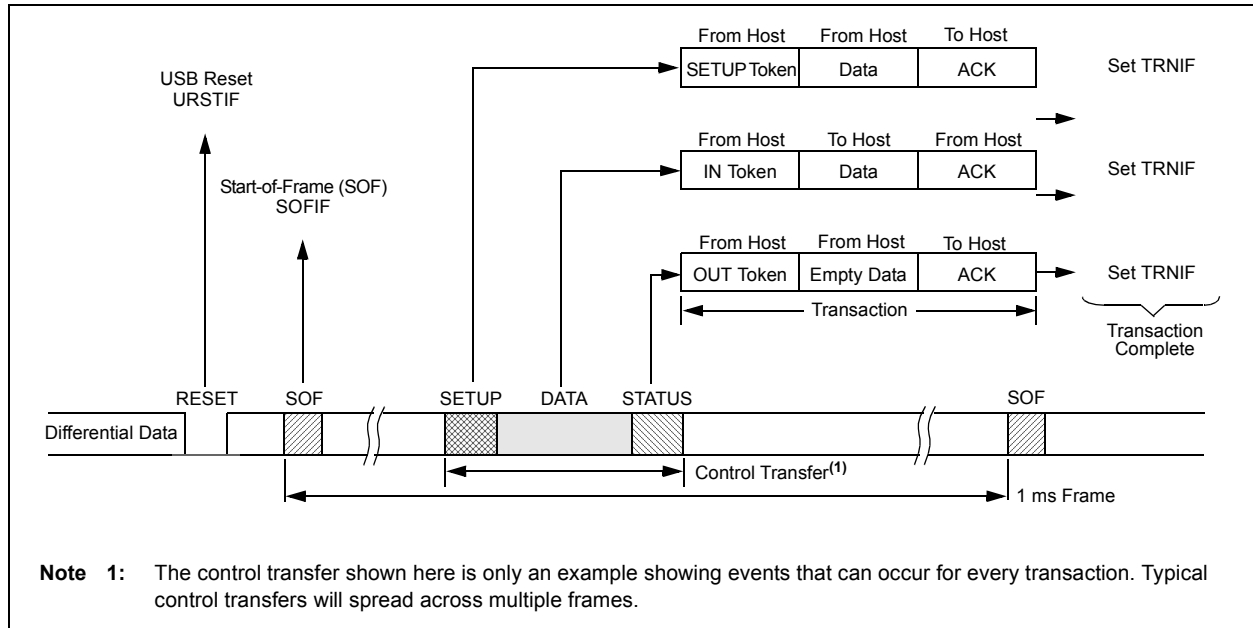 From Host From Host To Host
SETUP Token Data ACK Set TRNIF
USB Reset
URSTIF
From Host To Host From Host
IN Token Data ACK Set TRNIF
Start-of-Frame (SOF)
SOFIF
From Host From Host To Host
OUT Token Empty Data ACK Set TRNIF
Transaction
Transaction
Complete
RESET SOF SETUP DATA STATUS SOF
Differential Data
Control Transfer(1)
1 ms Frame
Note 1: The control transfer shown here is only an example showing events that can occur for every transaction. Typical
control transfers will spread across multiple frames.